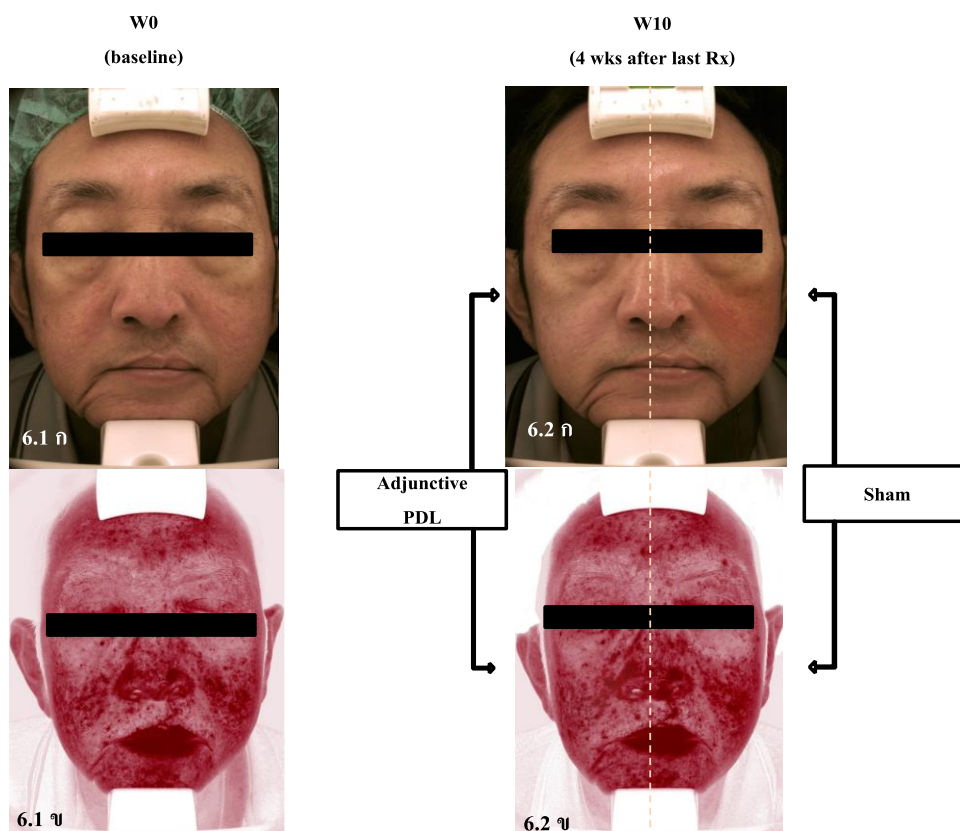 W0
(baseline)
W10
(4 wks after last Rx)
6.1 ก
6.2 ก
Adjunctive
PDL
Sham
6.1 ข
6.2 ข